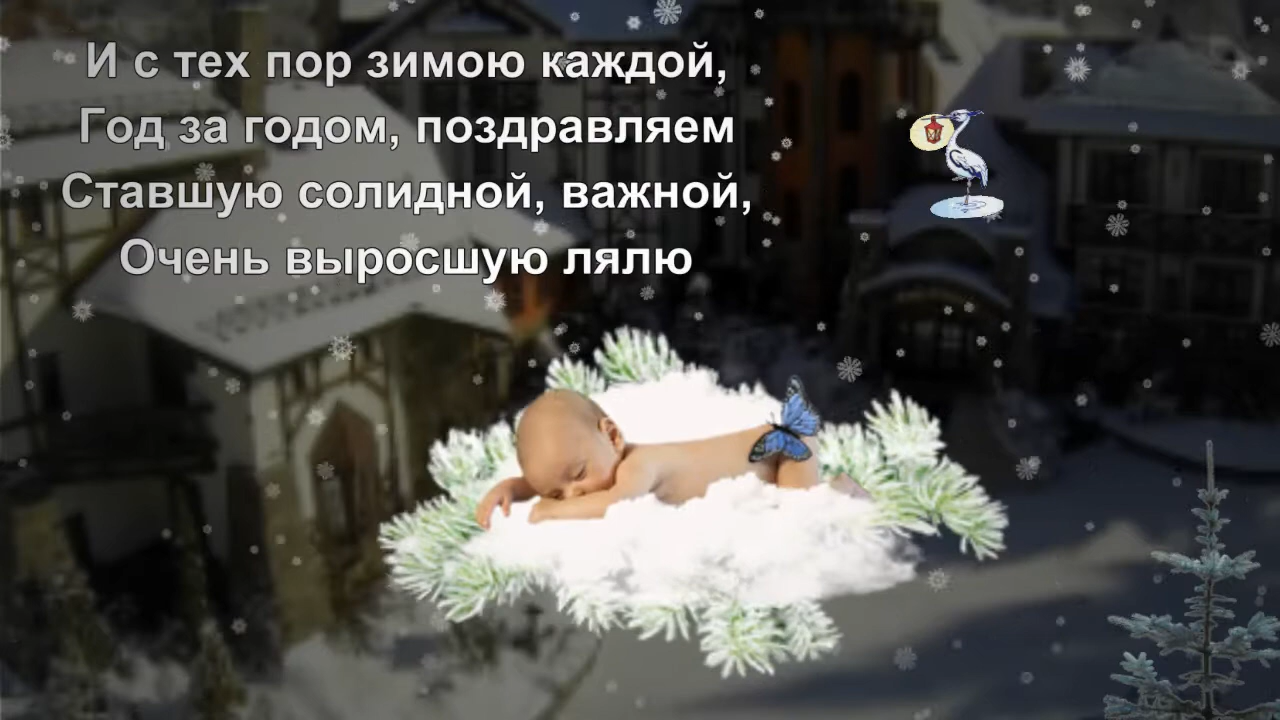 И с тех пор зимою каждой,
Год за годом, поздравляем
Ставшую солидной, важной,
Очень выросшую лялю